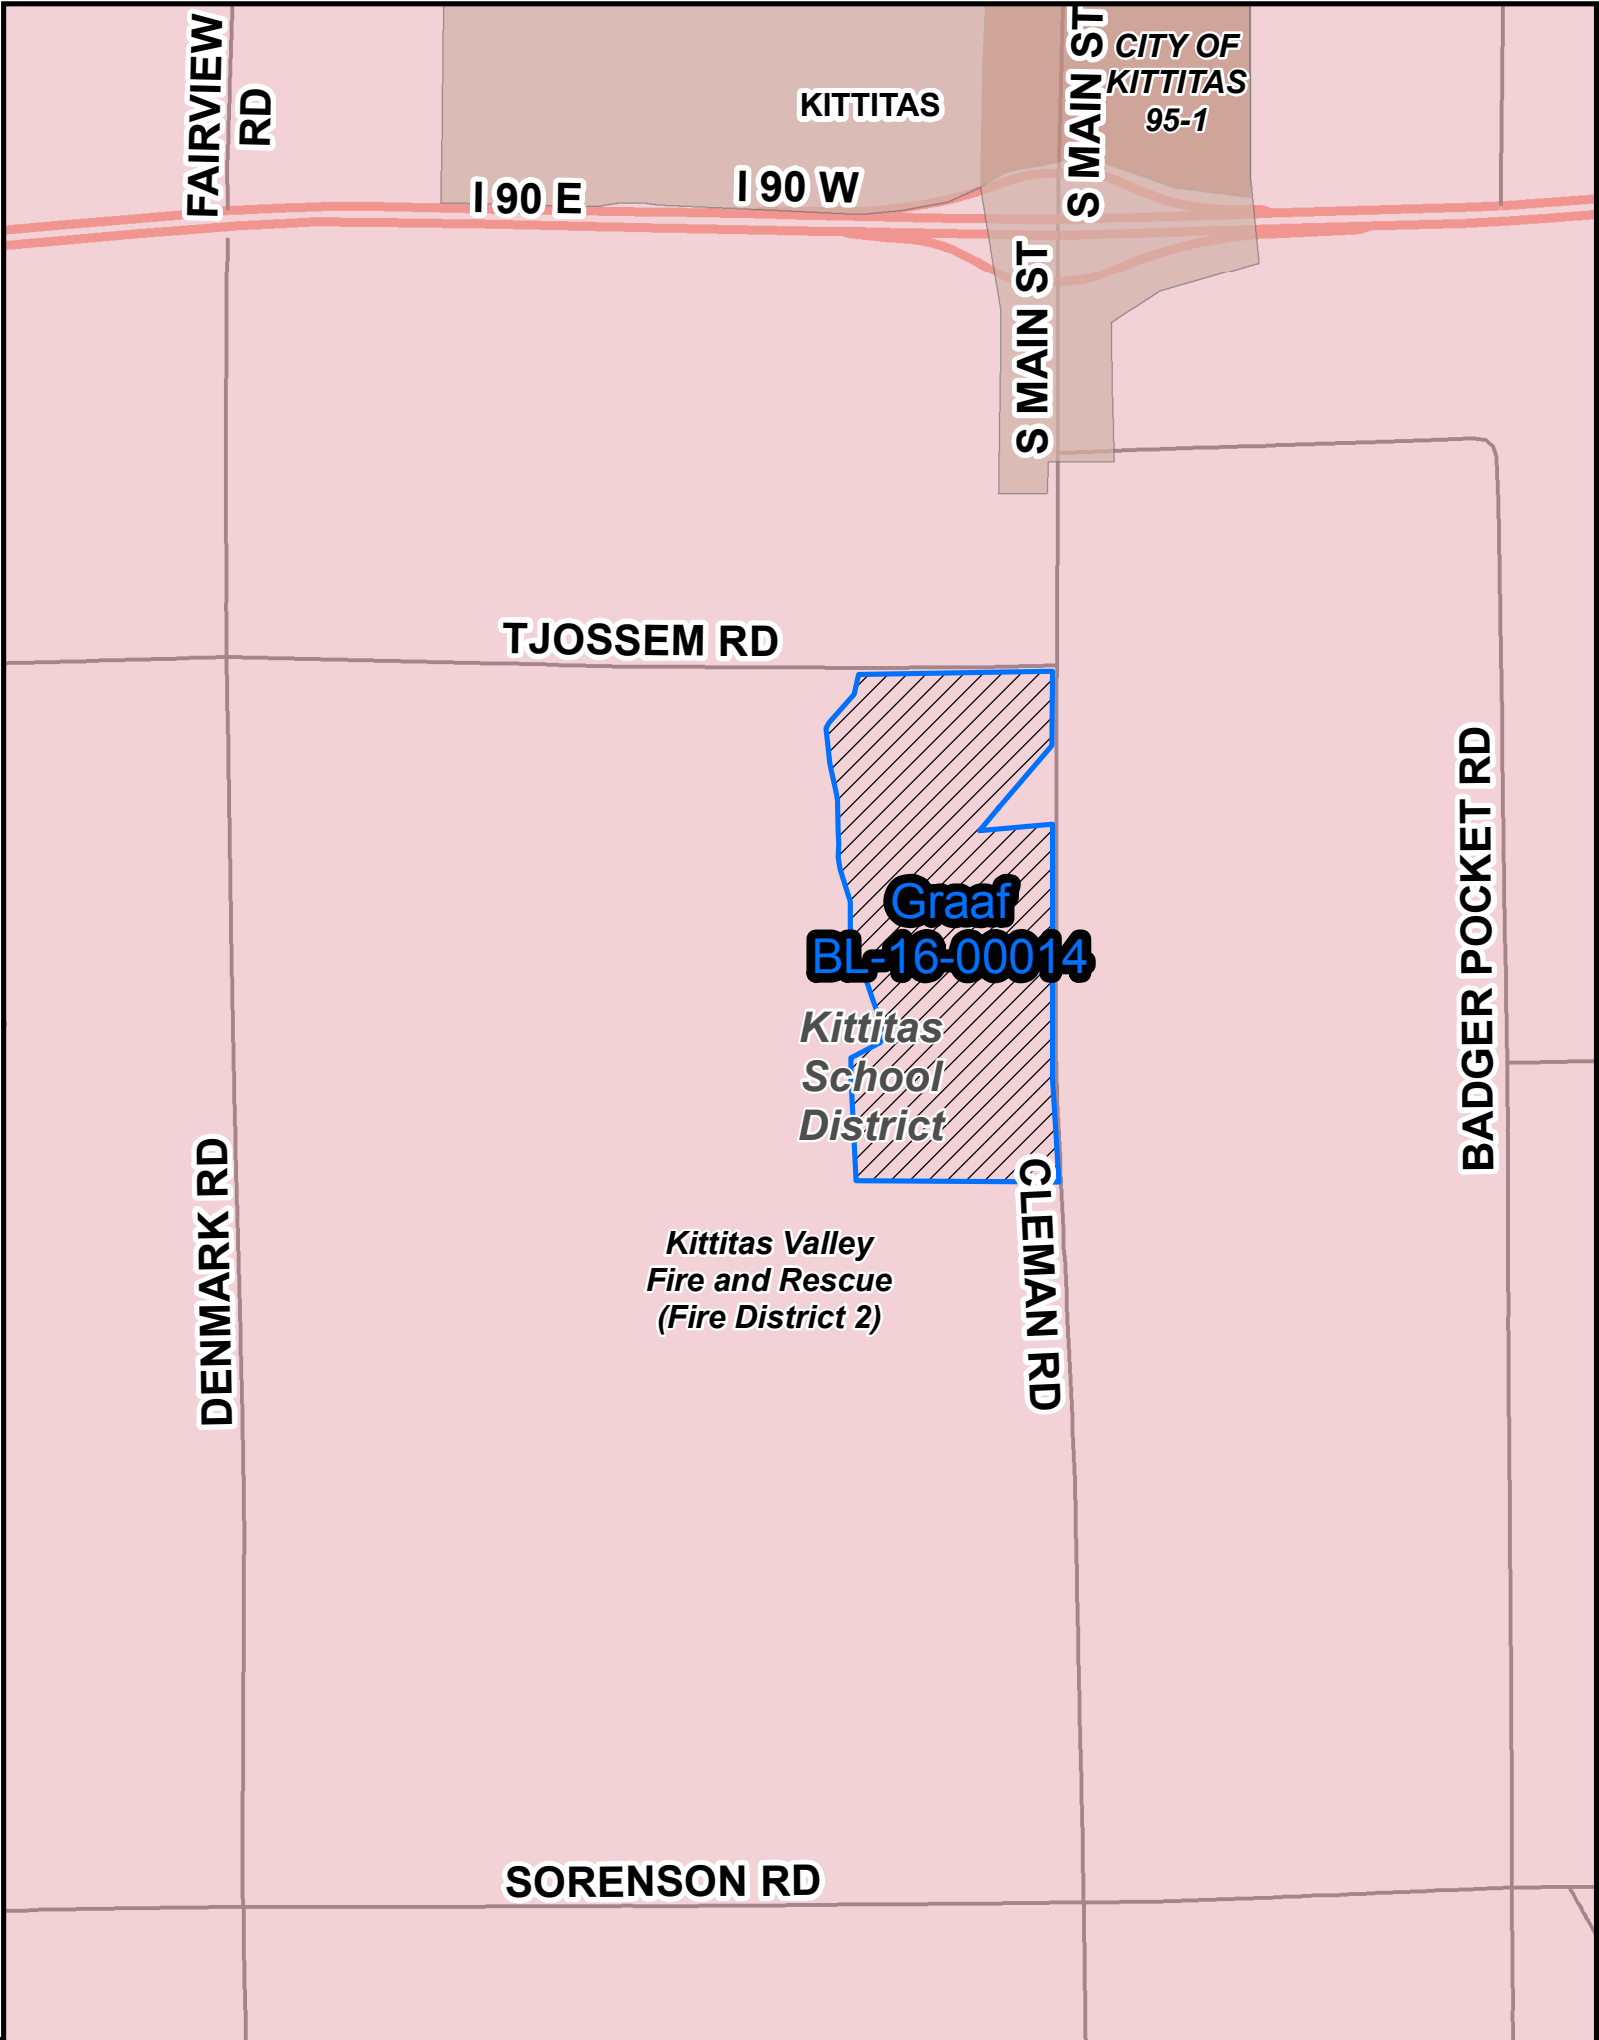 FAIRVIEW
RD
S MAIN ST
CITY OF
KITTITAS
95-1
KITTITAS
I 90 E
I 90 W
S MAIN ST
TJOSSEM RD
BADGER POCKET RD
Graaf
BL-16-00014
Kittitas
School
District
DENMARK RD
CLEMAN RD
Kittitas Valley
Fire and Rescue
(Fire District 2)
SORENSON RD